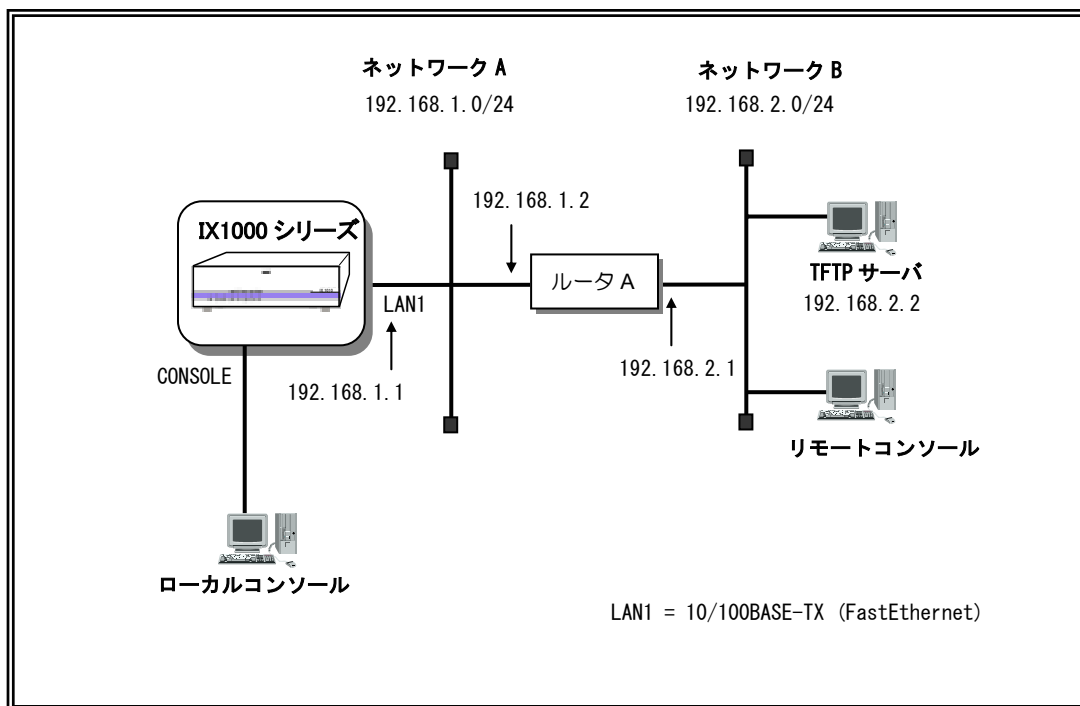 ネットワーク A
192.168.1.0/24
ネットワーク B
192.168.2.0/24
IX1000 シリーズ
192.168.1.2
ルータ A
LAN1
TFTP サーバ
192.168.2.2
CONSOLE
192.168.1.1
192.168.2.1
リモートコンソール
ローカルコンソール
LAN1 = 10/100BASE-TX (FastEthernet)